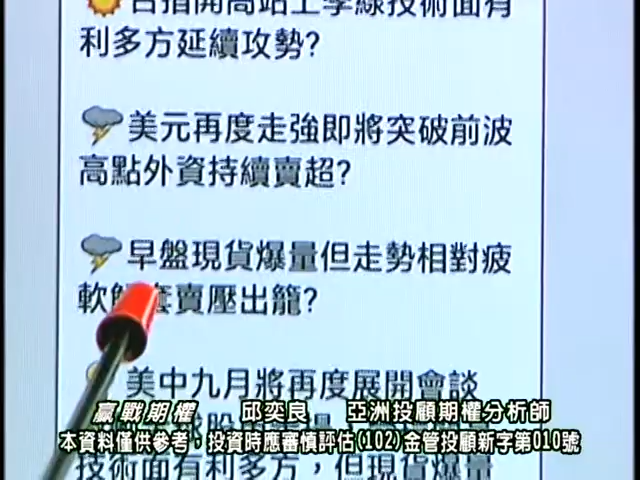 台指開高站上季線技術面有
利多方延續攻勢?
美元再度走強即將突破前波
高點外資持續賣超?
早盤現貨爆量但走勢相對疲
軟解套賣壓出籠?
美中九月將再度展開會談
球股市
技術面有利多方，但現貨爆量
贏戰期權 邱奕良 亞洲投顧期權分析師
本資料僅供參考，投資時應審慎評估(102)金管投顧新字第010號